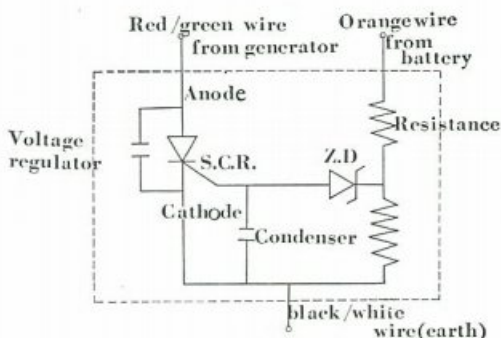 Red/green wire
from generator
Orange wire
from
battery
Anode
Voltage
regulator
Resistance
S.C.R.
Z.D
Cathode
Condenser
black/white
wire(earth)